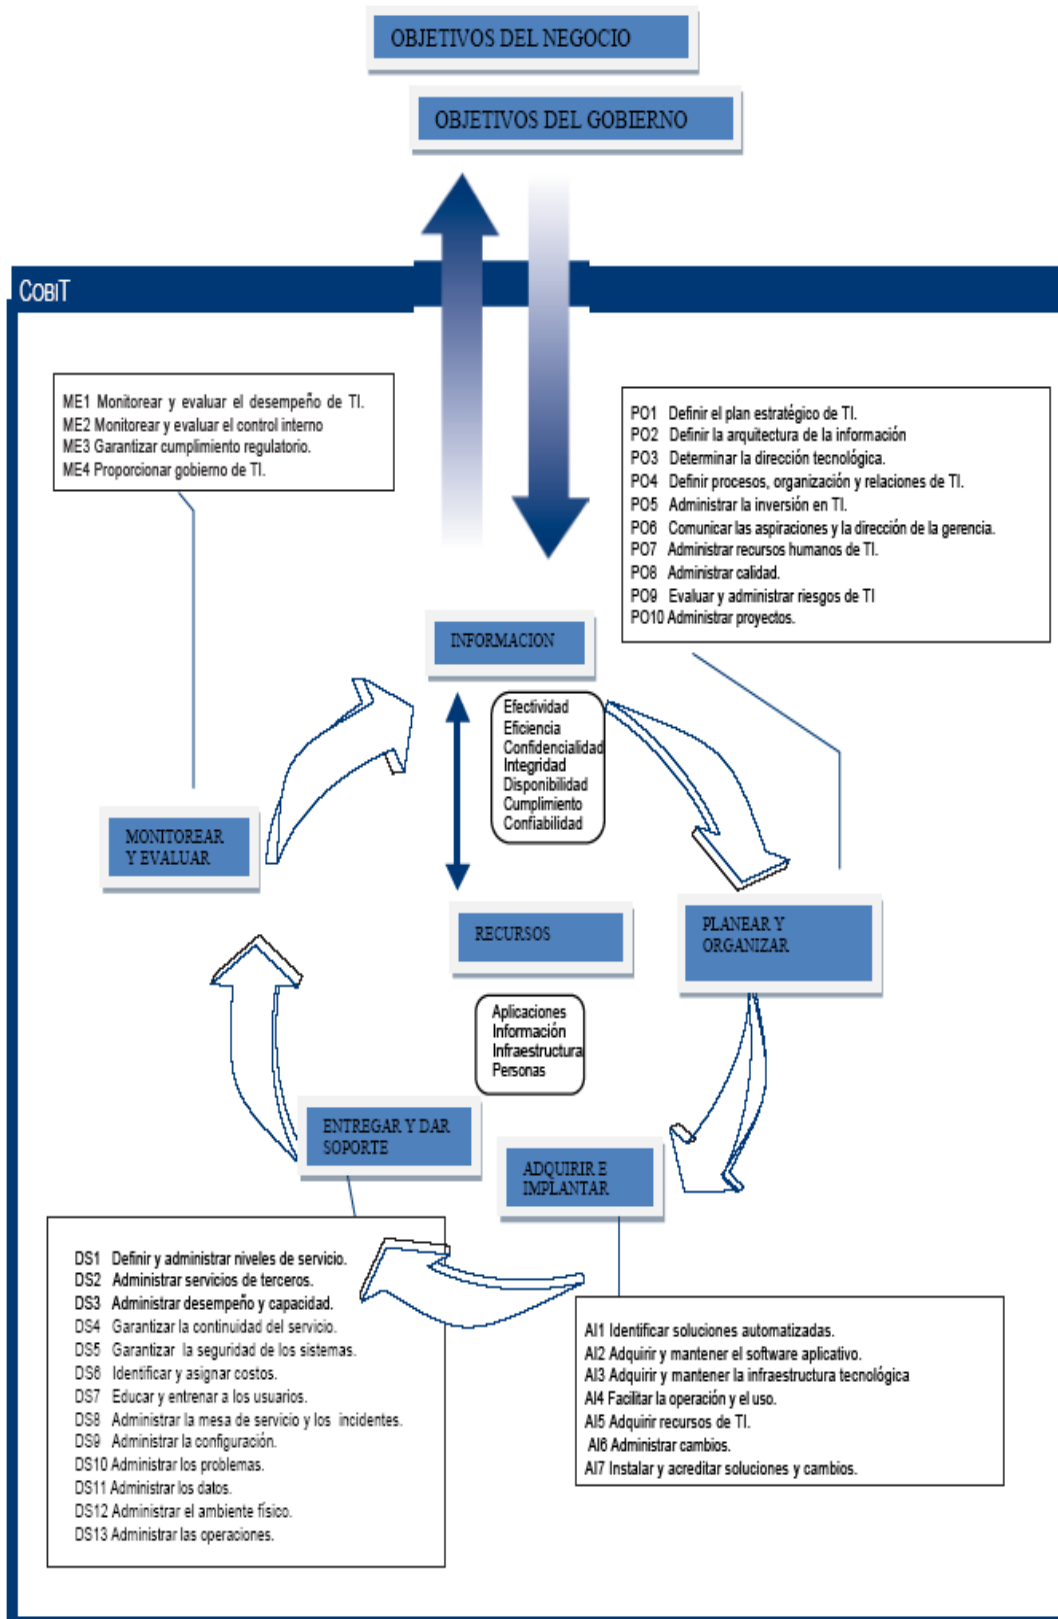 OBJETIVOS DEL NEGOCIO
OBJETIVOS DEL GOBIERNO
COBIT
ME1 Monitorear y evaluar el desempeño de TI.
ME2 Monitorear y evaluar el control interno
ME3 Garantizar cumplimiento regulatorio.
ME4 Proporcionar gobierno de TI.
PO1 Definir el plan estratégico de TI.
PO2 Definir la arquitectura de la información
PO3 Determinar la dirección tecnológica.
PO4 Definir procesos, organización y relaciones de TI.
PO5 Administrar la inversión en TI.
PO6 Comunicar las aspiraciones y la dirección de la gerencia.
PO7 Administrar recursos humanos de TI.
PO8 Administrar calidad.
PO9 Evaluar y administrar riesgos de TI
PO10 Administrar proyectos.
INFORMACION
Efectividad
Eficiencia
Confidencialidad
Integridad
Disponibilidad
Cumplimiento
Confiabilidad
MONITOREAR
Y EVALUAR
RECURSOS
PLANEAR Y
ORGANIZAR
Aplicaciones
Información
Infraestructura
Personas
ENTREGAR Y DAR
SOPORTE
ADQUIRIR E
IMPLANTAR
DS1 Definir y administrar niveles de servicio.
DS2 Administrar servicios de terceros.
DS3 Administrar desempeño y capacidad.
DS4 Garantizar la continuidad del servicio.
DS5 Garantizar la seguridad de los sistemas.
DS6 Identificar y asignar costos.
DS7 Educar y entrenar a los usuarios.
DS8 Administrar la mesa de servicio y los incidentes.
DS9 Administrar la configuración.
DS10 Administrar los problemas.
DS11 Administrar los datos.
DS12 Administrar el ambiente físico.
DS13 Administrar las operaciones.
AI1 Identificar soluciones automatizadas.
AI2 Adquirir y mantener el software aplicativo.
AI3 Adquirir y mantener la infraestructura tecnológica
AI4 Facilitar la operación y el uso.
AI5 Adquirir recursos de TI.
AI6 Administrar cambios.
AI7 Instalar y acreditar soluciones y cambios.